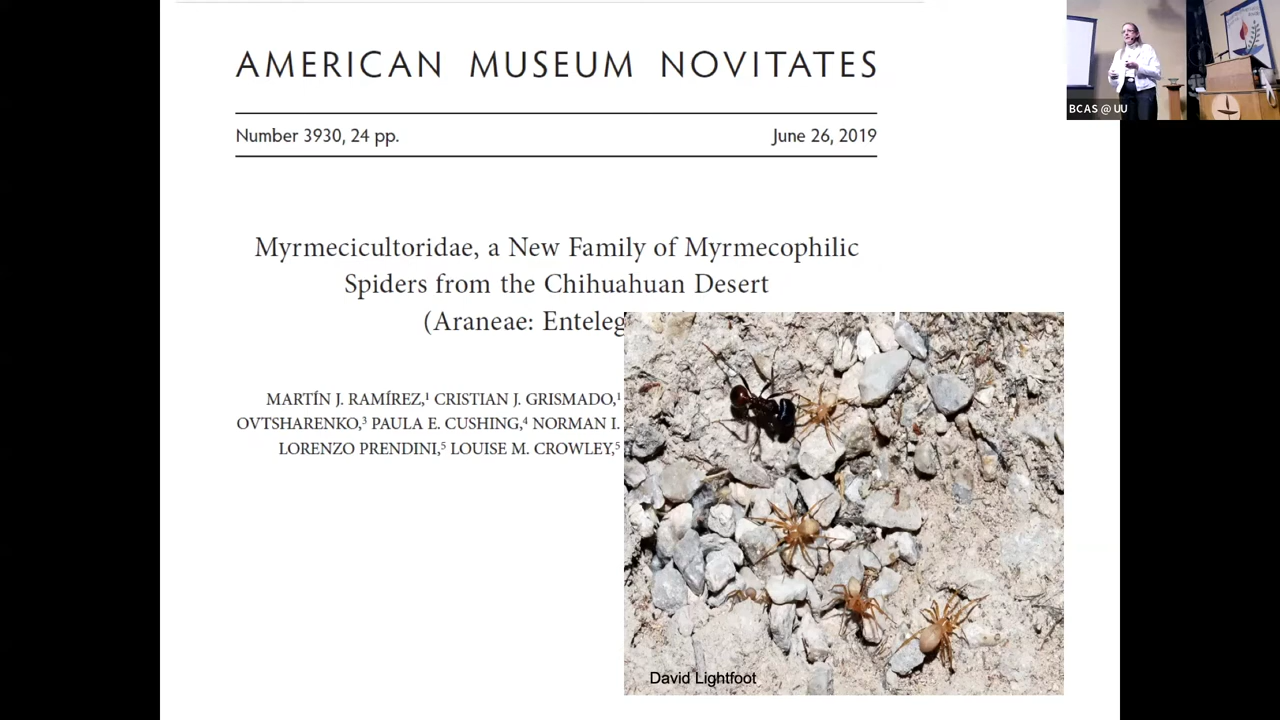 AMERICAN MUSEUM NOVITATES
Number 3930, 24 pp. June 26, 2019
Myrmecicultoridae, a New Family of Myrmecophilic
Spiders from the Chihuahuan Desert
(Araneae: Enteleg
MARTÍN J. RAMÍREZ,¹ CRISTIAN J. GRISMADO,¹
OVTSHARENKO,³ PAULA E. CUSHING,⁴ NORMAN I.
LORENZO PRENDINI,⁵ LOUISE M. CROWLEY,⁵
David Lightfoot
BCAS @ UU